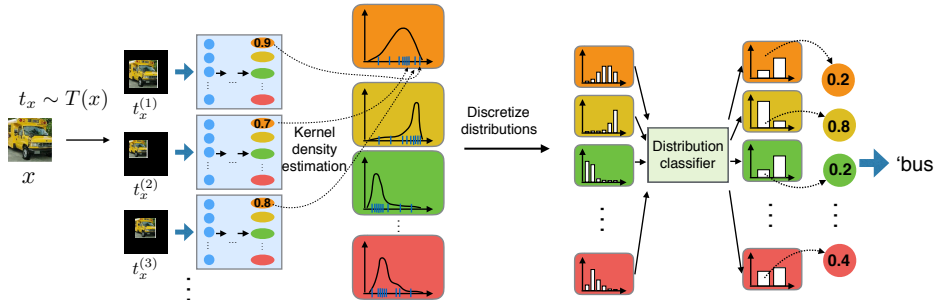 t_x ∼ T(x)
x
t_x^{(1)}
t_x^{(2)}
t_x^{(3)}
0.9
...
0.7
...
0.8
...
Kernel
density
estimation
Discretize
distributions
Distribution
classifier
0.2
0.8
0.2
0.4
‘bus